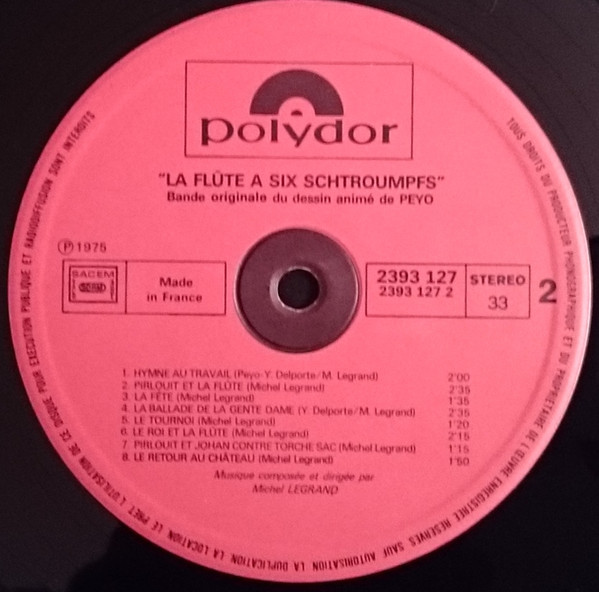 polydor
"LA FLÛTE A SIX SCHTROUMPFS"
Bande originale du dessin animé de PEYO
Ⓟ 1975
SACEM
Made
in France
2393 127
2393 127 2
STEREO
33
2
1. HYMNE AU TRAVAIL (Peyo-Y. Delporte/M. Legrand) 2'00
2. PIRLOUIT ET LA FLÛTE (Michel Legrand) 2'35
3. LA FÊTE (Michel Legrand) 1'35
4. LA BALLADE DE LA GENTE DAME (Y. Delporte/M. Legrand) 2'35
5. LE TOURNOI (Michel Legrand) 1'20
6. LE ROI ET LA FLÛTE (Michel Legrand) 2'15
7. PIRLOUIT ET JOHAN CONTRE TORCHE SAC (Michel Legrand) 1'15
8. LE RETOUR AU CHÂTEAU (Michel Legrand) 1'50
Musique composée et dirigée par
Michel LEGRAND
TOUS DROITS DU PRODUCTEUR PHONOGRAPHIQUE ET DU PROPRIETAIRE DE L'ŒUVRE ENREGISTREE RESERVES SAUF AUTORISATION LA DUPLICATION LA LOCATION LE PRET L'UTILISATION DE CE DISQUE POUR EXECUTION PUBLIQUE ET RADIODIFFUSION SONT INTERDITS